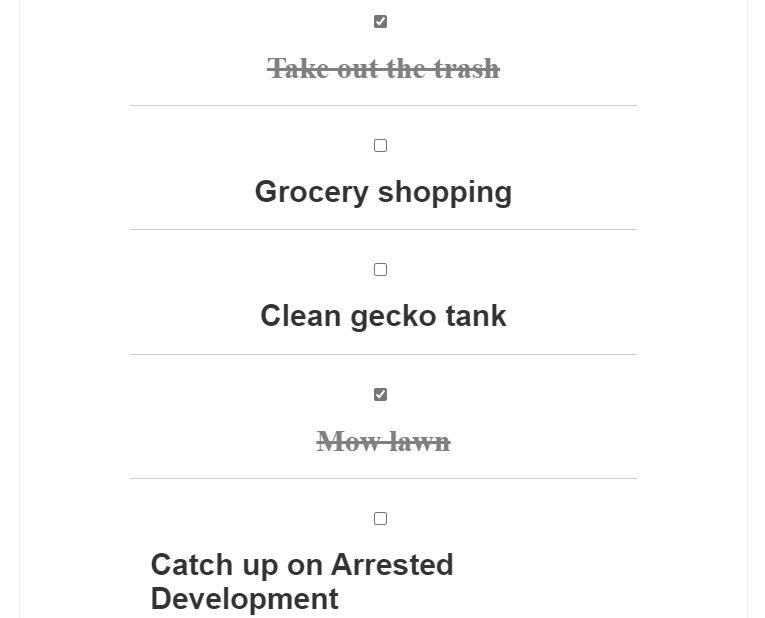 Take out the trash
Grocery shopping
Clean gecko tank
Mow lawn
Catch up on Arrested
Development